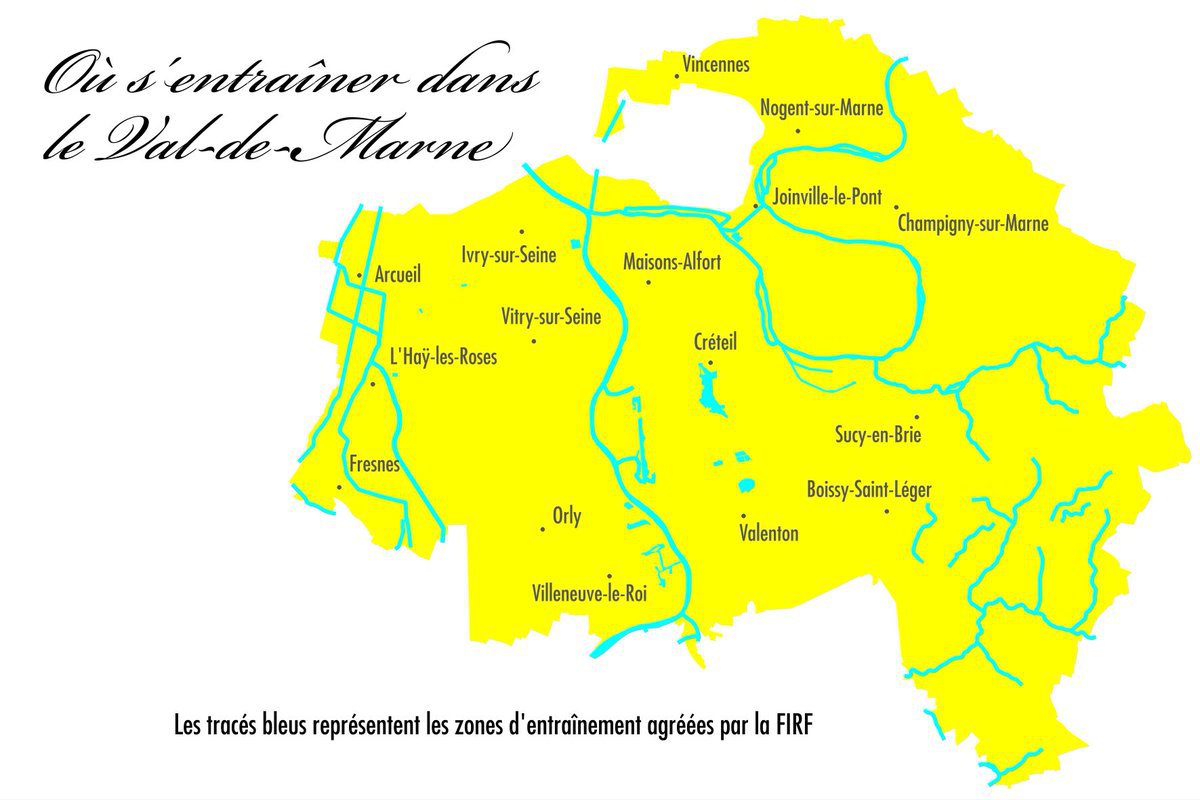 Où s'entraîner dans
le Val-de-Marne
Vincennes
Nogent-sur-Marne
Joinville-le-Pont
Champigny-sur-Marne
Ivry-sur-Seine
Maisons-Alfort
Arcueil
Vitry-sur-Seine
Créteil
L'Haÿ-les-Roses
Sucy-en-Brie
Fresnes
Boissy-Saint-Léger
Orly
Valenton
Villeneuve-le-Roi
Les tracés bleus représentent les zones d'entraînement agréées par la FIRF